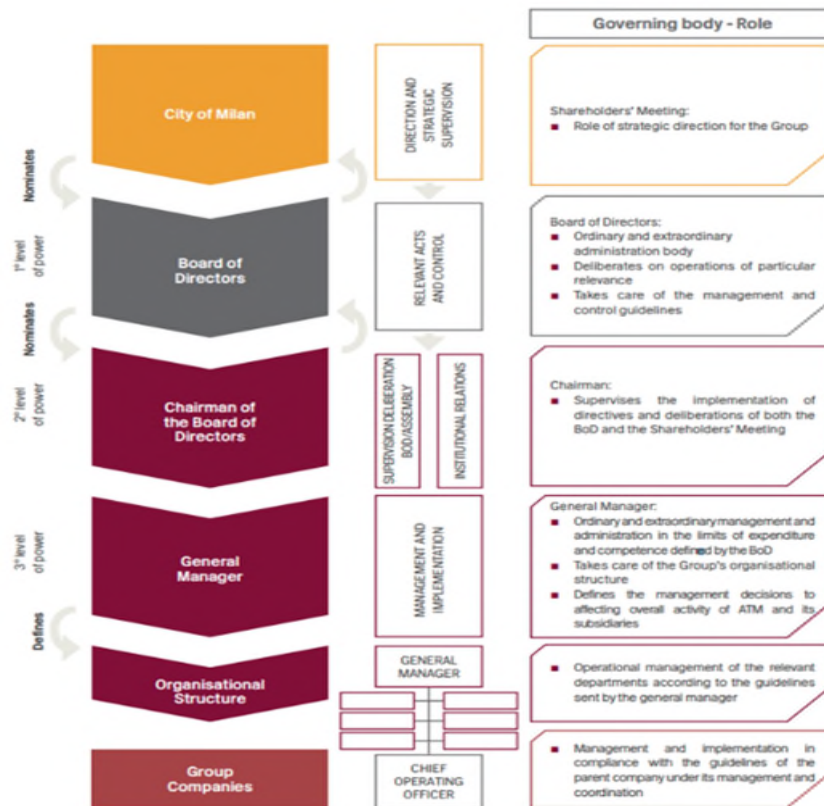 Governing body - Role
City of Milan
DIRECTION AND
STRATEGIC
SUPERVISION
Shareholders' Meeting:
■ Role of strategic direction for the Group
Nominates
1° level
of power
Board of
Directors
RELEVANT ACTS
AND CONTROL
Board of Directors:
■ Ordinary and extraordinary
administration body
■ Deliberates on operations of particular
relevance
■ Takes care of the management and
control guidelines
Nominates
2° level
of power
Chairman of
the Board of
Directors
SUPERVISION DELIBERATION
BOD/ASSEMBLY
INSTITUTIONAL RELATIONS
Chairman:
■ Supervises the implementation of
directives and deliberations of both the
BoD and the Shareholders' Meeting
3° level
of power
General
Manager
MANAGEMENT AND
IMPLEMENTATION
General Manager:
■ Ordinary and extraordinary management and
administration in the limits of expenditure
and competence defined by the BoD
■ Takes care of the Group's organisational
structure
■ Defines the management decisions to
affecting overall activity of ATM and its
subsidiaries
Defines
Organisational
Structure
GENERAL
MANAGER
■ Operational management of the relevant
departments according to the guidelines
sent by the general manager
Group
Companies
CHIEF
OPERATING
OFFICER
■ Management and implementation in
compliance with the guidelines of the
parent company under its management and
coordination